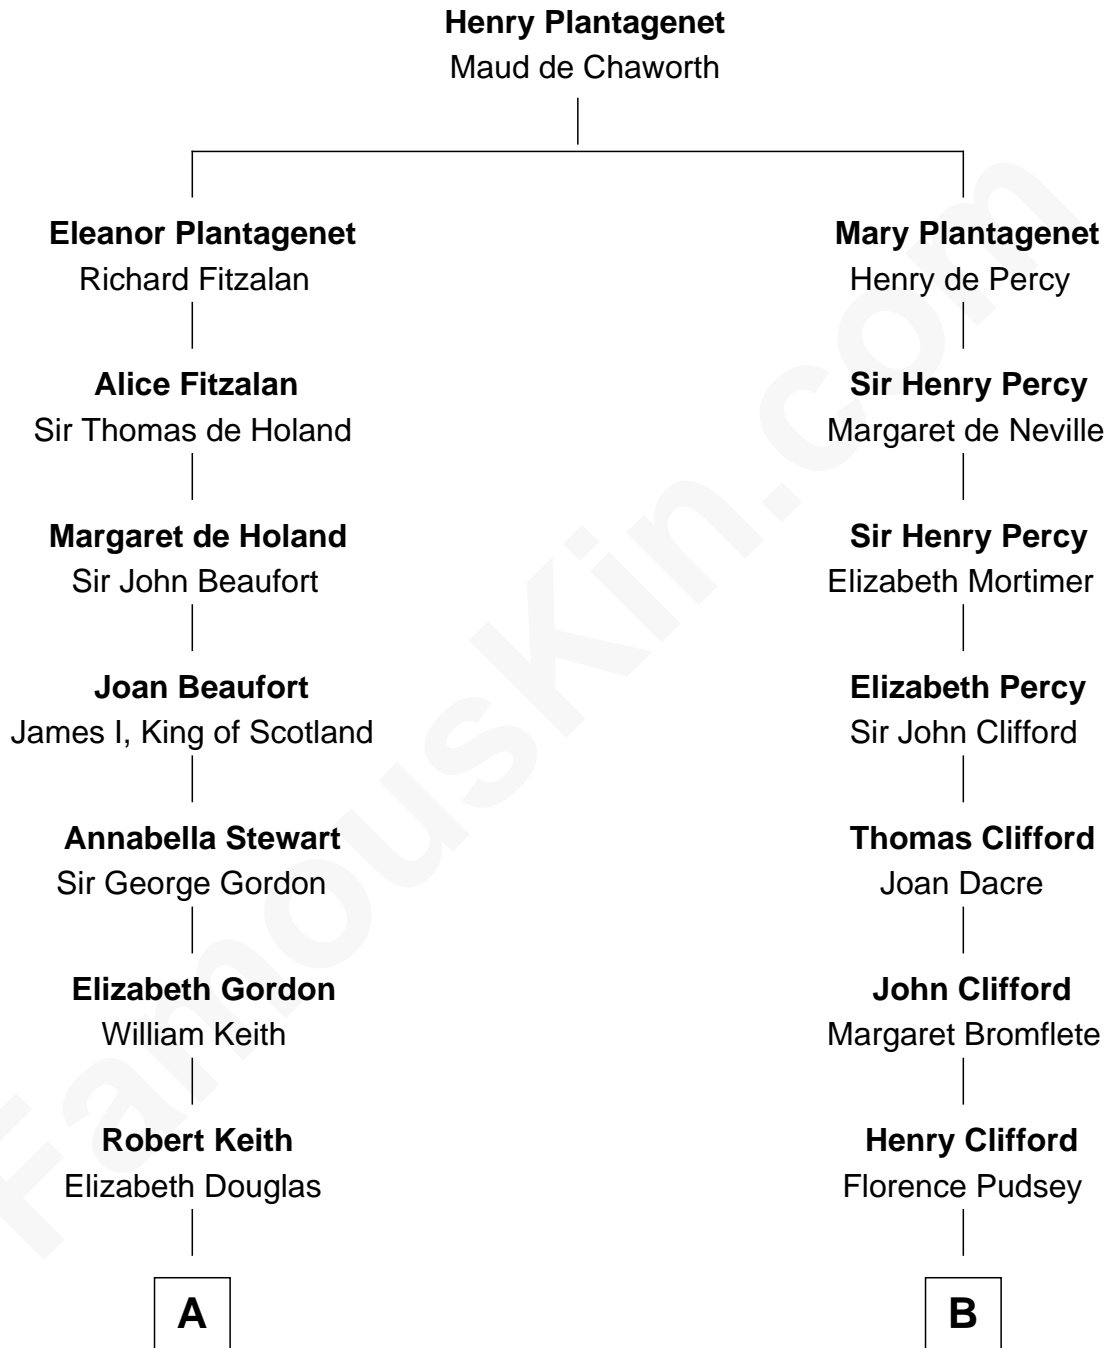 Henry Plantagenet
Maud de Chaworth
Eleanor Plantagenet
Richard Fitzalan
Mary Plantagenet
Henry de Percy
Alice Fitzalan
Sir Thomas de Holand
Sir Henry Percy
Margaret de Neville
Margaret de Holand
Sir John Beaufort
Sir Henry Percy
Elizabeth Mortimer
Joan Beaufort
James I, King of Scotland
Elizabeth Percy
Sir John Clifford
Annabella Stewart
Sir George Gordon
Thomas Clifford
Joan Dacre
Elizabeth Gordon
William Keith
John Clifford
Margaret Bromflete
Robert Keith
Elizabeth Douglas
Henry Clifford
Florence Pudsey
A
B
FamousKin.com